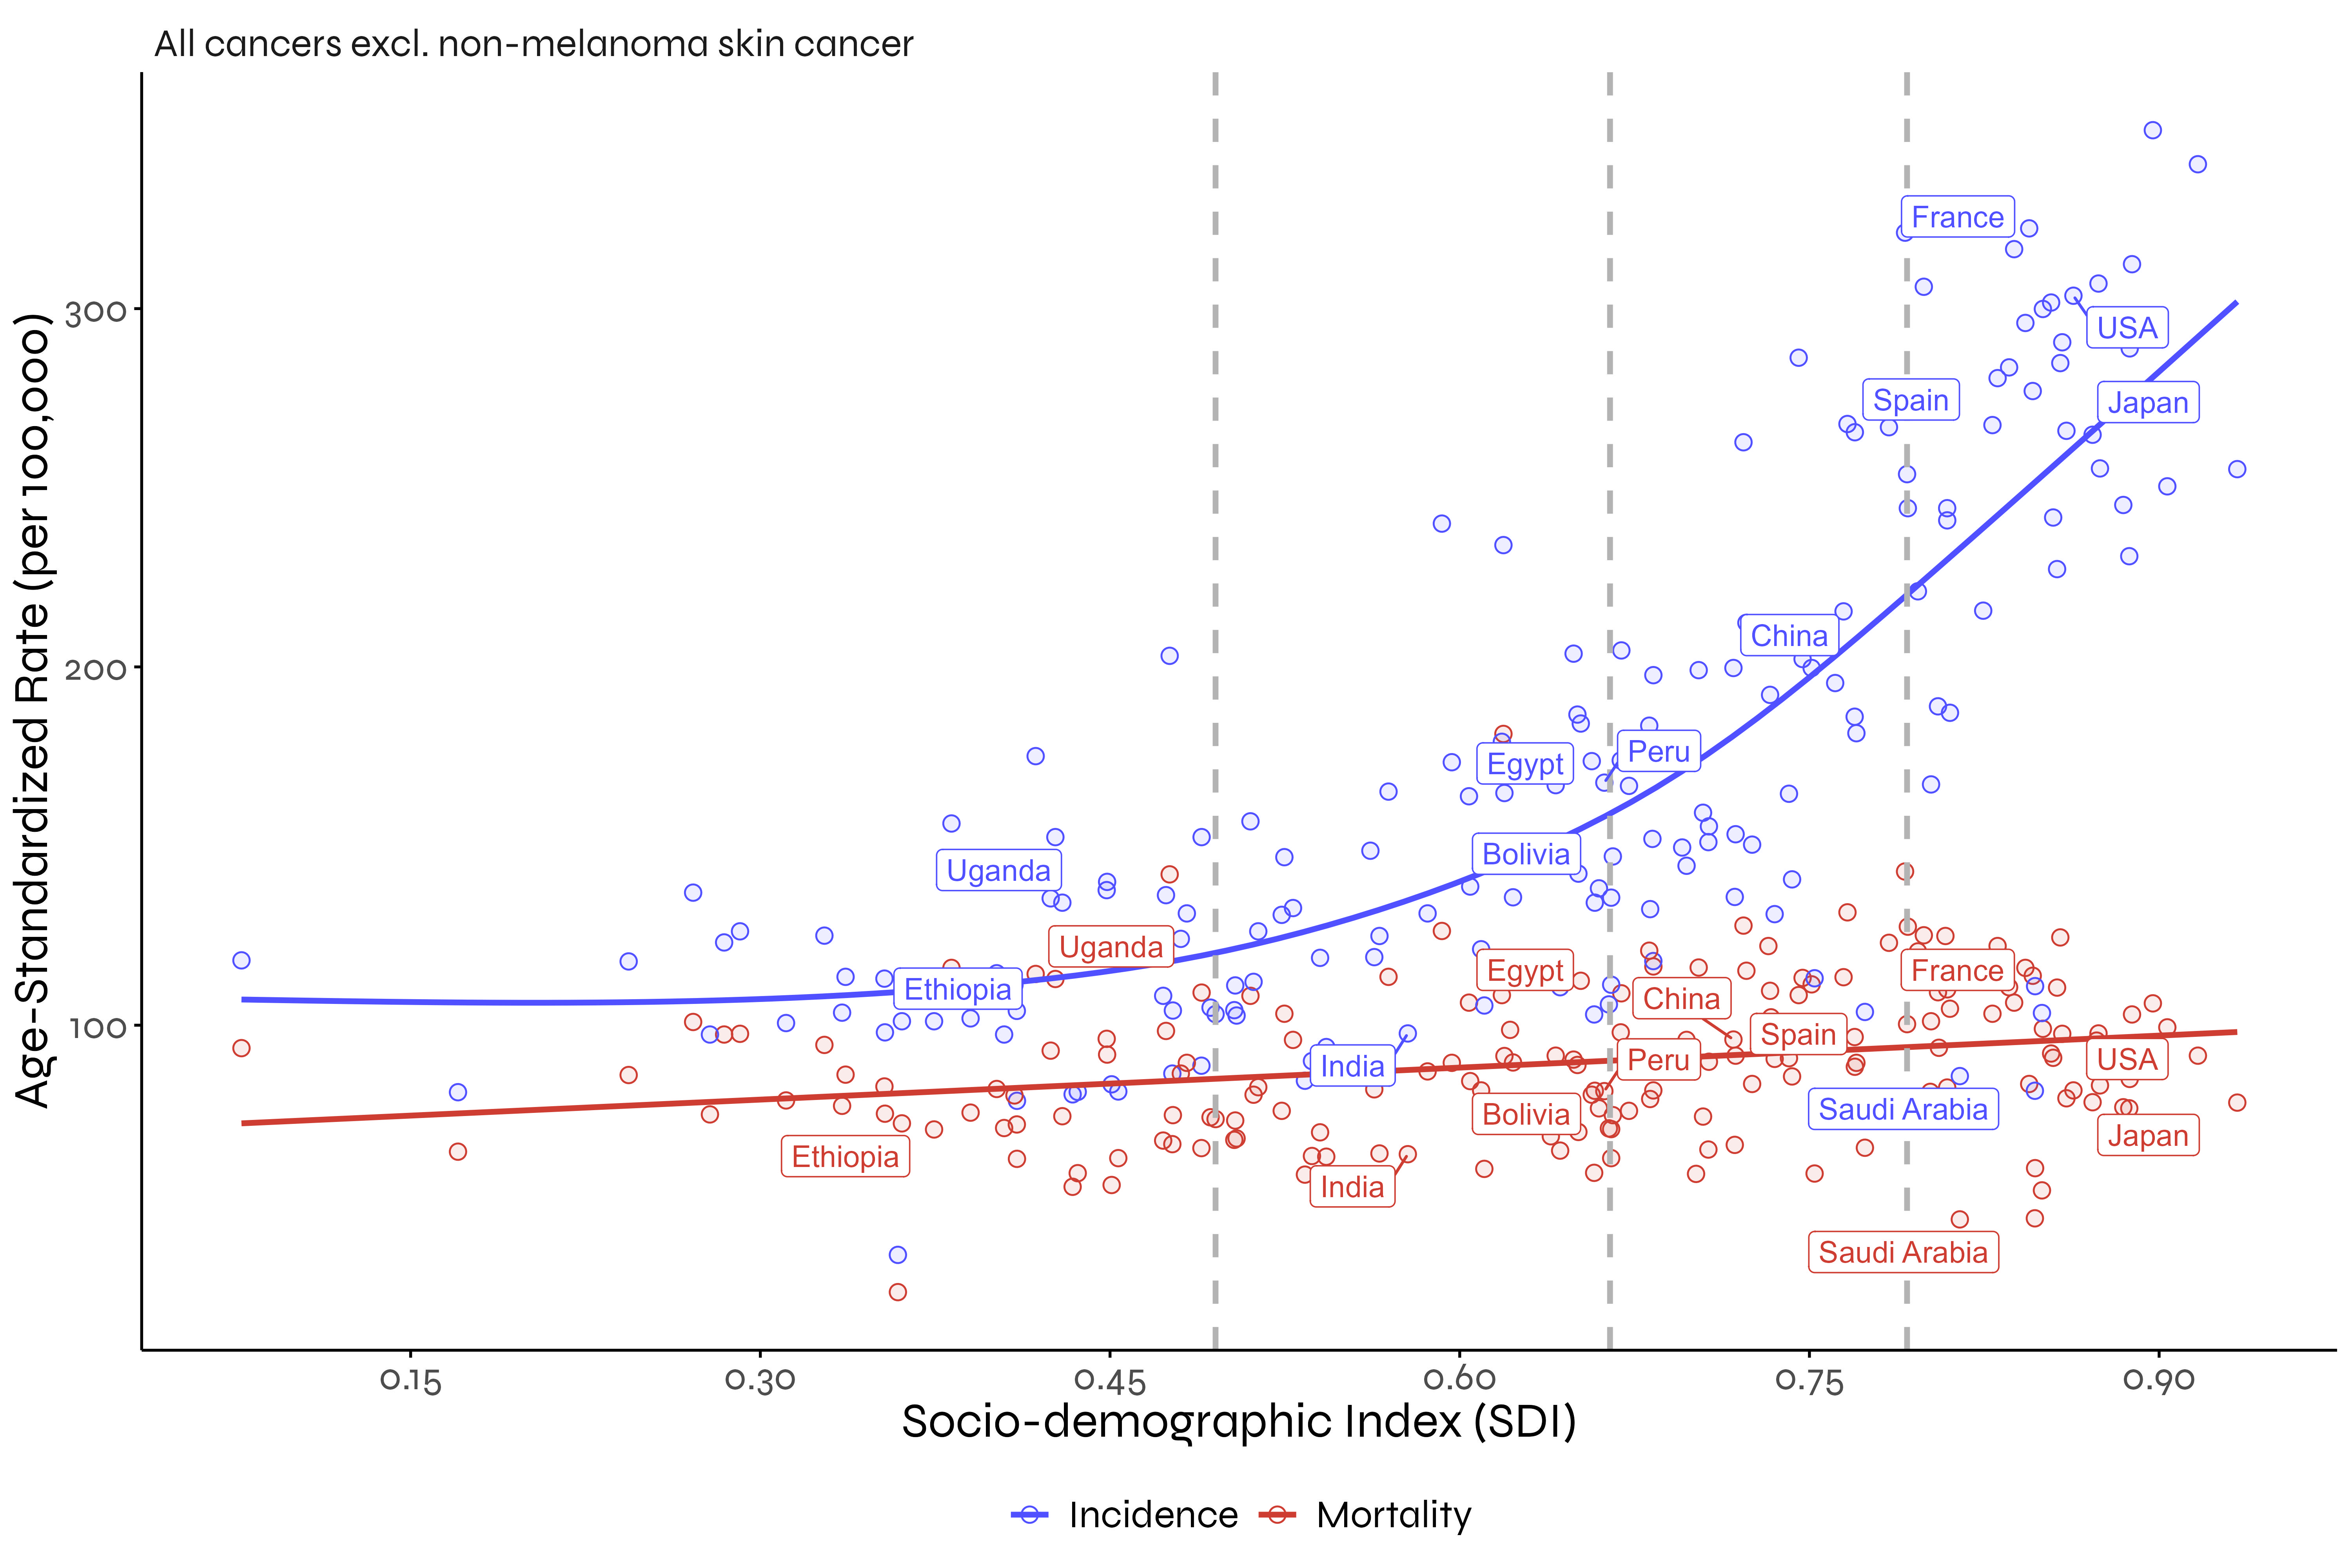 All cancers excl. non-melanoma skin cancer
Age-Standardized Rate (per 100,000)
300
200
100
France
USA
Spain
Japan
China
Peru
Egypt
Bolivia
Uganda
Uganda
Egypt
France
Ethiopia
China
Spain
Peru
USA
India
Saudi Arabia
Bolivia
Japan
Ethiopia
India
Saudi Arabia
0.15
0.30
0.45
0.60
0.75
0.90
Socio-demographic Index (SDI)
Incidence
Mortality